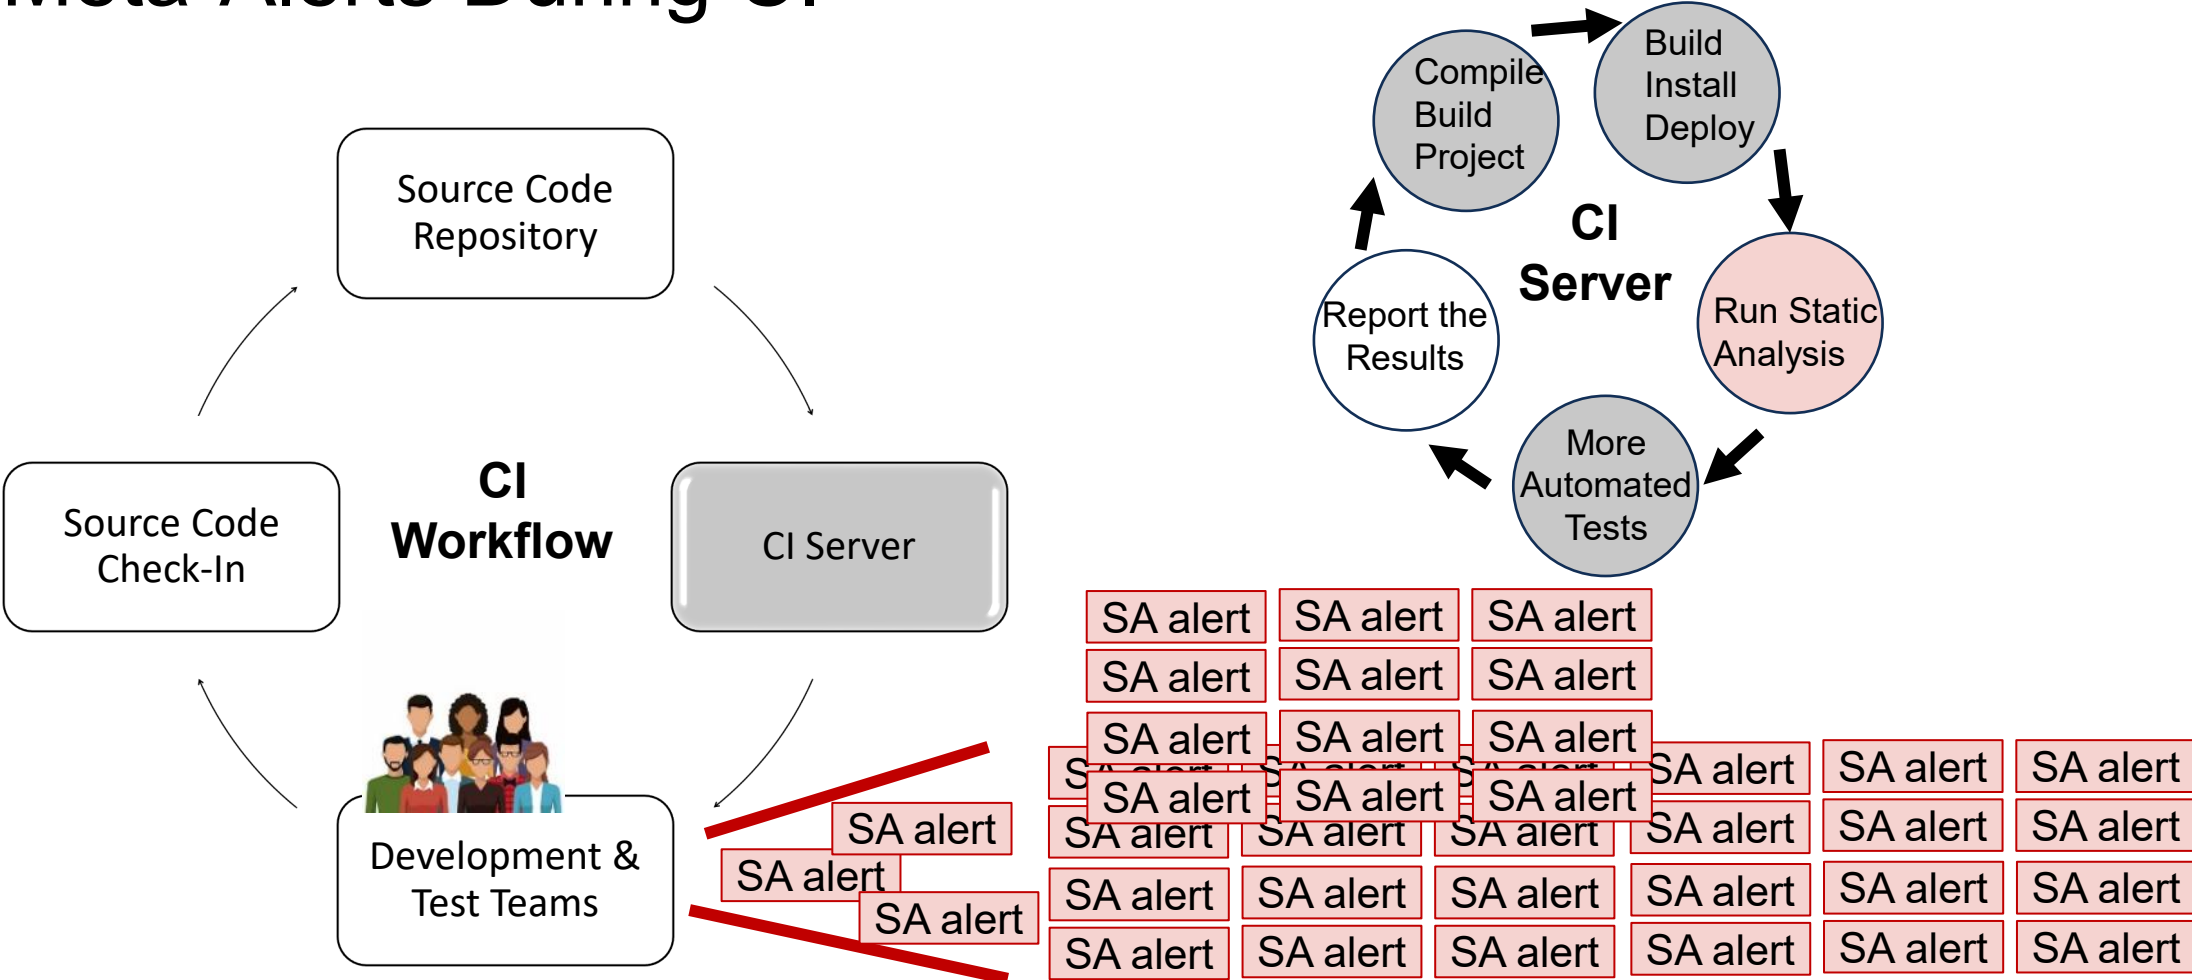 Meta-Alerts During CI
Compile
Build
Project
Build
Install
Deploy
CI
Server
Run Static
Analysis
Report the
Results
More
Automated
Tests
Source Code
Repository
CI
Workflow
Source Code
Check-In
CI Server
Development &
Test Teams
SA alert SA alert SA alert
SA alert SA alert SA alert
SA alert SA alert SA alert
SA alert SA alert SA alert SA alert SA alert SA alert
SA alert SA alert SA alert
SA alert SA alert SA alert SA alert SA alert SA alert
SA alert
SA alert
SA alert
SA alert SA alert SA alert SA alert SA alert SA alert
SA alert SA alert SA alert SA alert SA alert SA alert